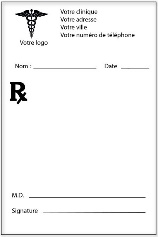 Votre clinique
Votre adresse
Votre ville
Votre numéro de téléphone
Votre logo
Nom : Date
Rx
M.D.
Signature